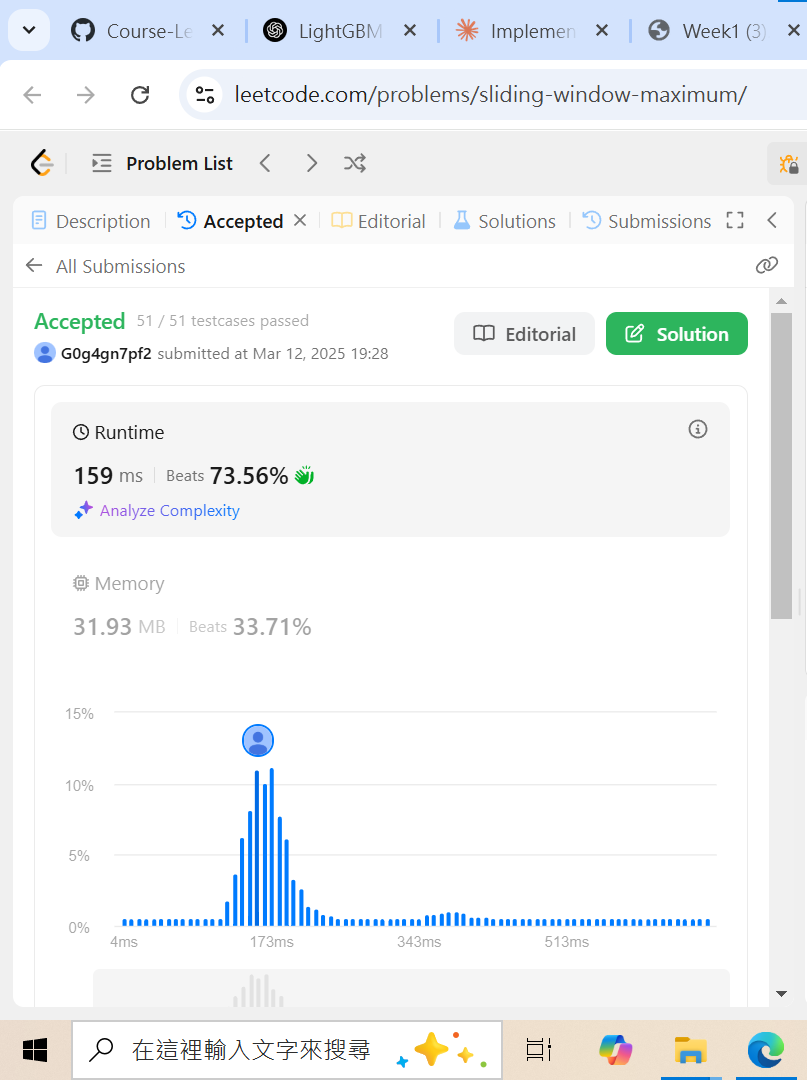 Course-Le
LightGBM
Implemen
Week1 (3)
leetcode.com/problems/sliding-window-maximum/
Problem List
Description
Accepted
Editorial
Solutions
Submissions
All Submissions
Accepted 51 / 51 testcases passed
G0g4gn7pf2 submitted at Mar 12, 2025 19:28
Editorial
Solution
Runtime
159 ms Beats 73.56%
Analyze Complexity
Memory
31.93 MB Beats 33.71%
15%
10%
5%
0%
4ms 173ms 343ms 513ms
在這裡輸入文字來搜尋